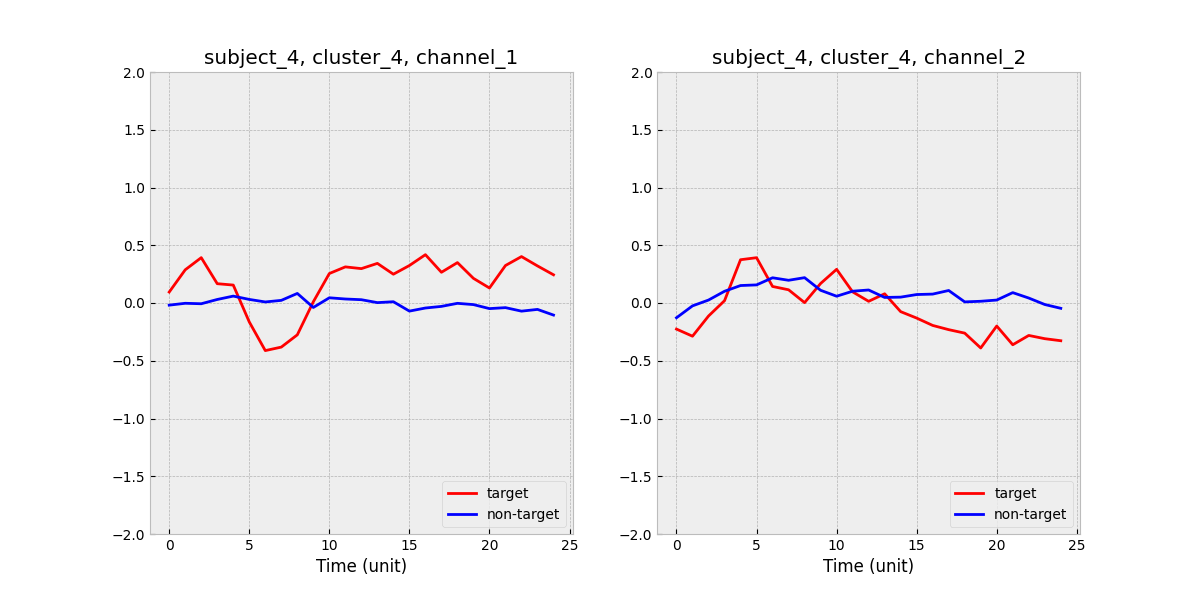 subject_4, cluster_4, channel_1
2.0
1.5
1.0
0.5
0.0
−0.5
−1.0
−1.5
−2.0
0 5 10 15 20 25
Time (unit)
target
non-target
subject_4, cluster_4, channel_2
2.0
1.5
1.0
0.5
0.0
−0.5
−1.0
−1.5
−2.0
0 5 10 15 20 25
Time (unit)
target
non-target